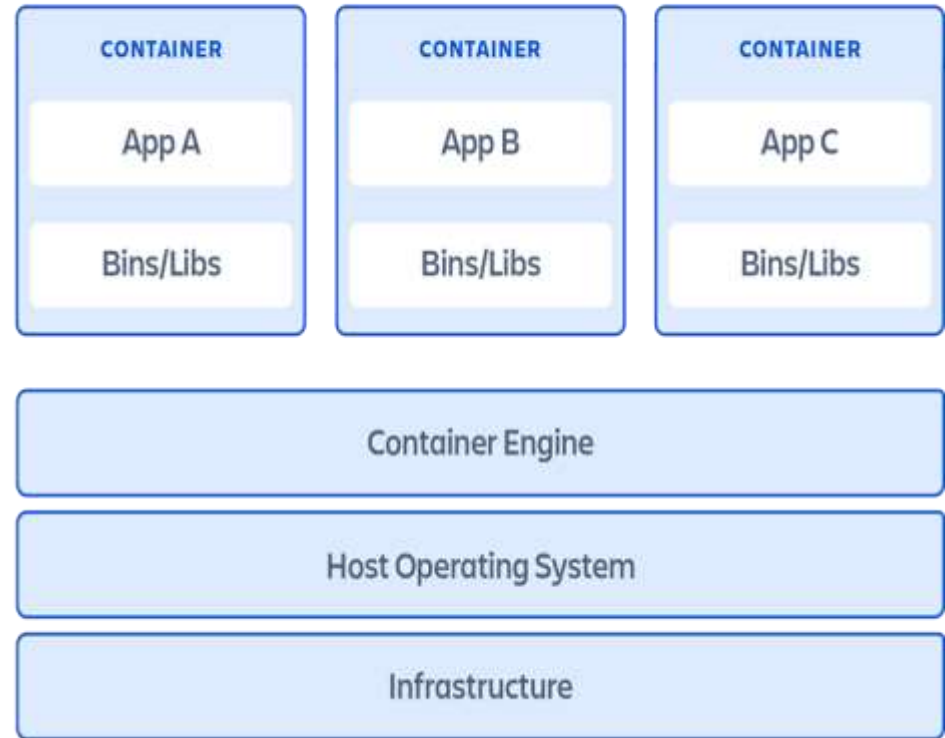 CONTAINER
App A
Bins/Libs
CONTAINER
App B
Bins/Libs
CONTAINER
App C
Bins/Libs
Container Engine
Host Operating System
Infrastructure